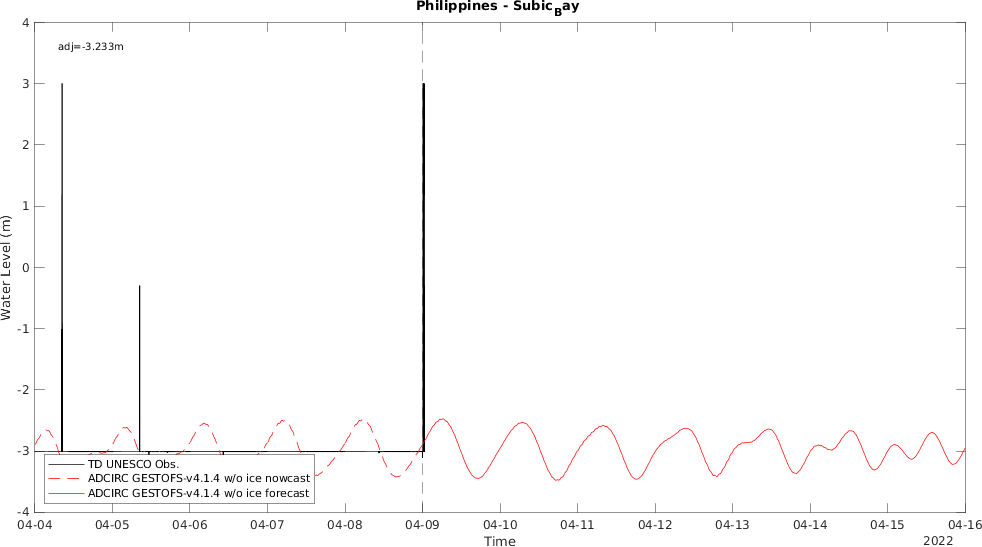 Philippines - Subic_Bay
4
3
2
1
0
-1
-2
-3
-4
Water Level (m)
adj=-3.233m
TD UNESCO Obs.
ADCIRC GESTOFS-v4.1.4 w/o ice nowcast
ADCIRC GESTOFS-v4.1.4 w/o ice forecast
04-04 04-05 04-06 04-07 04-08 04-09 04-10 04-11 04-12 04-13 04-14 04-15 04-16
Time
2022